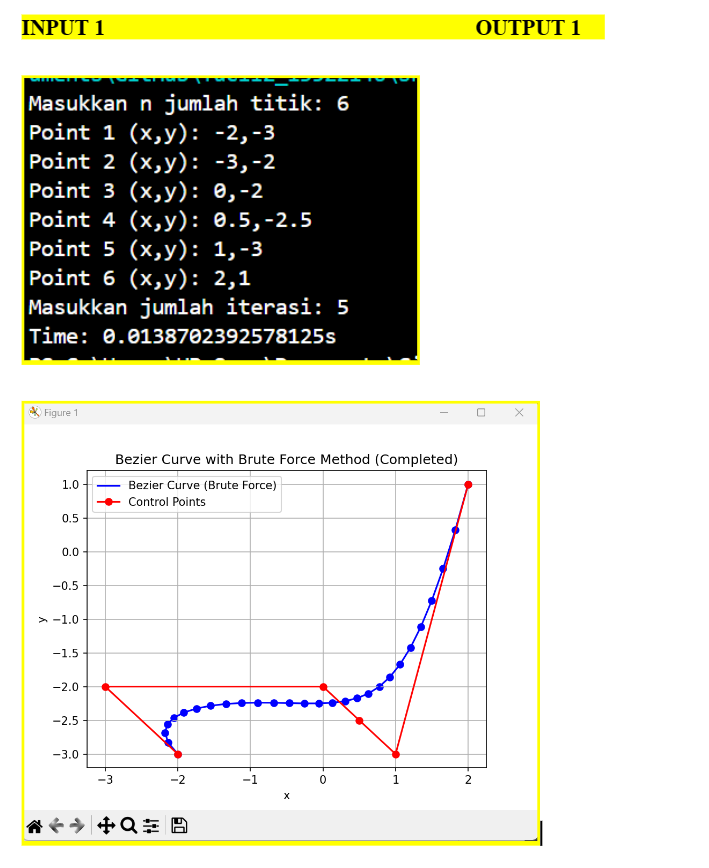 INPUT 1 OUTPUT 1
Masukkan n jumlah titik: 6
Point 1 (x,y): -2,-3
Point 2 (x,y): -3,-2
Point 3 (x,y): 0,-2
Point 4 (x,y): 0.5,-2.5
Point 5 (x,y): 1,-3
Point 6 (x,y): 2,1
Masukkan jumlah iterasi: 5
Time: 0.0138702392578125s
Figure 1
Bezier Curve with Brute Force Method (Completed)
Bezier Curve (Brute Force)
Control Points
1.0
0.5
0.0
−0.5
−1.0
−1.5
−2.0
−2.5
−3.0
y
−3 −2 −1 0 1 2
x